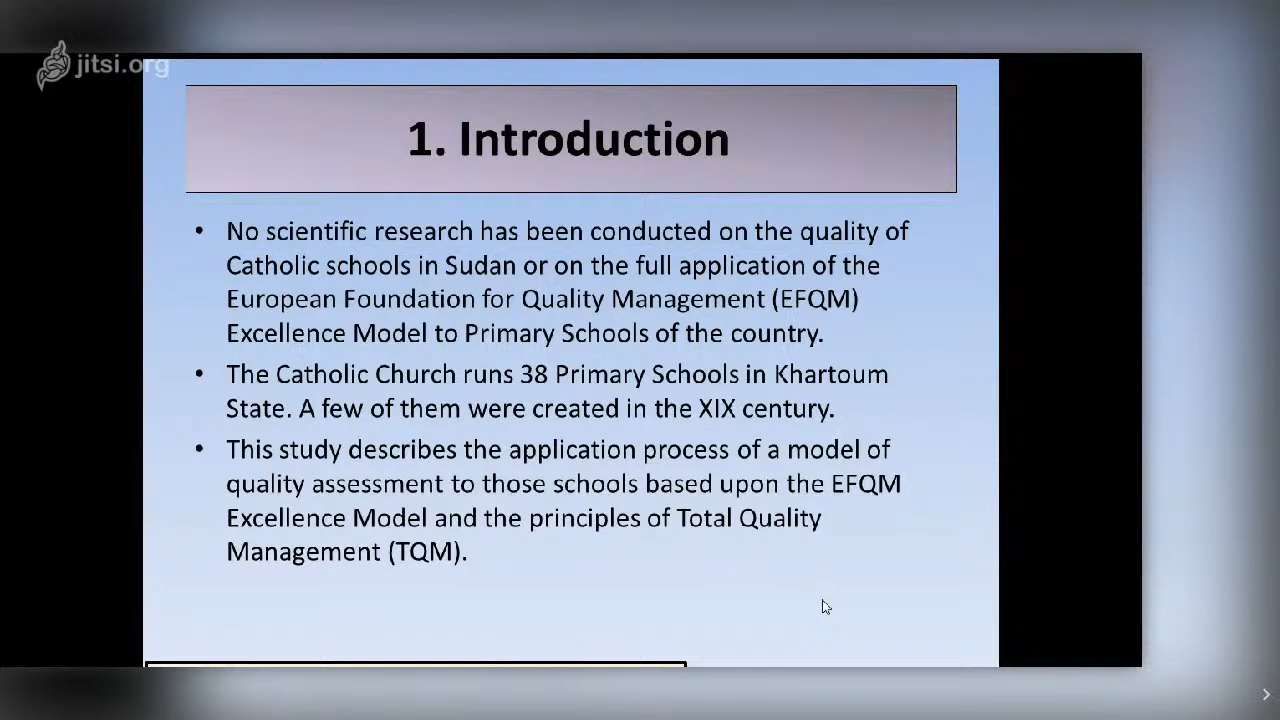 jitsi.org
1. Introduction
• No scientific research has been conducted on the quality of
Catholic schools in Sudan or on the full application of the
European Foundation for Quality Management (EFQM)
Excellence Model to Primary Schools of the country.
• The Catholic Church runs 38 Primary Schools in Khartoum
State. A few of them were created in the XIX century.
• This study describes the application process of a model of
quality assessment to those schools based upon the EFQM
Excellence Model and the principles of Total Quality
Management (TQM).